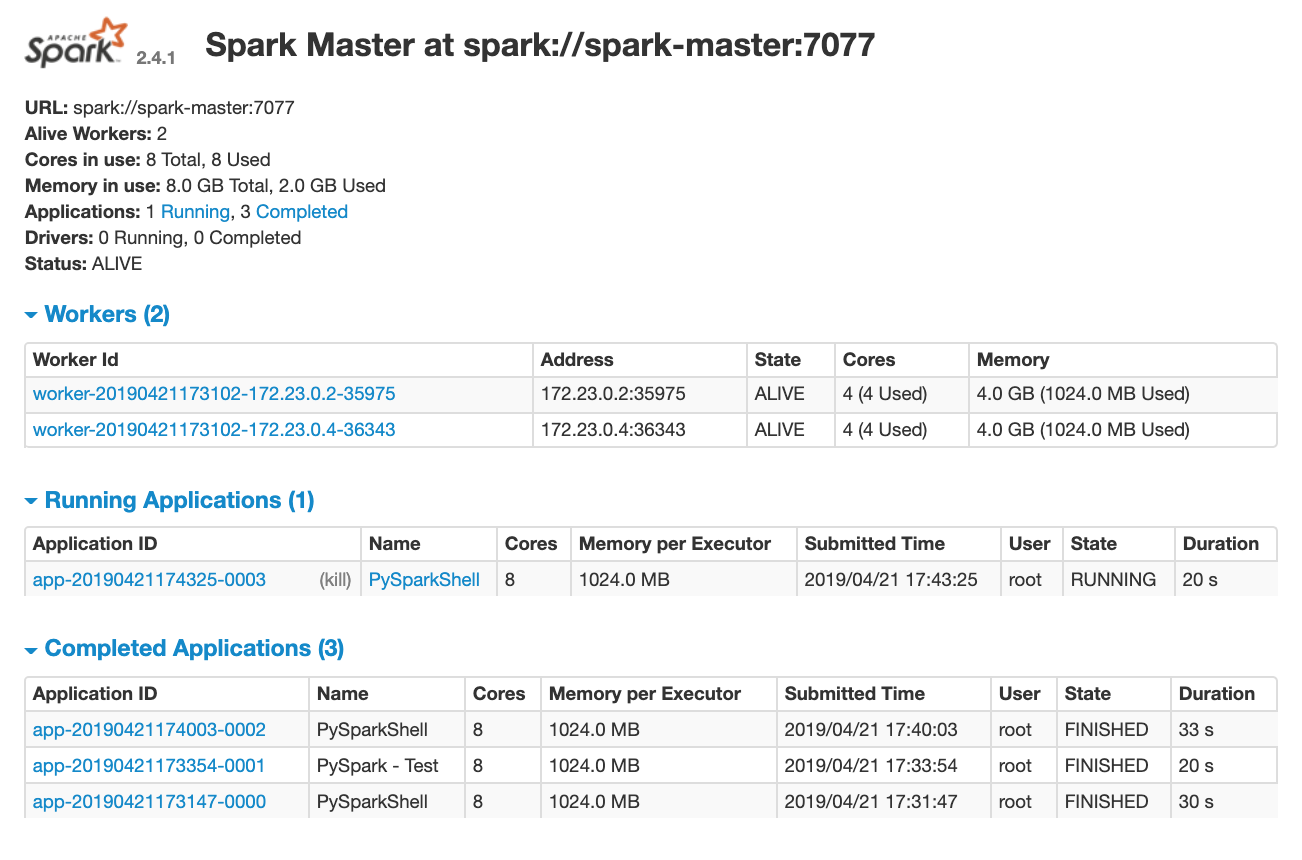 APACHE Spark 2.4.1 Spark Master at spark://spark-master:7077
URL: spark://spark-master:7077
Alive Workers: 2
Cores in use: 8 Total, 8 Used
Memory in use: 8.0 GB Total, 2.0 GB Used
Applications: 1 Running, 3 Completed
Drivers: 0 Running, 0 Completed
Status: ALIVE
Workers (2)
Worker Id Address State Cores Memory
worker-20190421173102-172.23.0.2-35975 172.23.0.2:35975 ALIVE 4 (4 Used) 4.0 GB (1024.0 MB Used)
worker-20190421173102-172.23.0.4-36343 172.23.0.4:36343 ALIVE 4 (4 Used) 4.0 GB (1024.0 MB Used)
Running Applications (1)
Application ID Name Cores Memory per Executor Submitted Time User State Duration
app-20190421174325-0003 (kill) PySparkShell 8 1024.0 MB 2019/04/21 17:43:25 root RUNNING 20 s
Completed Applications (3)
Application ID Name Cores Memory per Executor Submitted Time User State Duration
app-20190421174003-0002 PySparkShell 8 1024.0 MB 2019/04/21 17:40:03 root FINISHED 33 s
app-20190421173354-0001 PySpark - Test 8 1024.0 MB 2019/04/21 17:33:54 root FINISHED 20 s
app-20190421173147-0000 PySparkShell 8 1024.0 MB 2019/04/21 17:31:47 root FINISHED 30 s